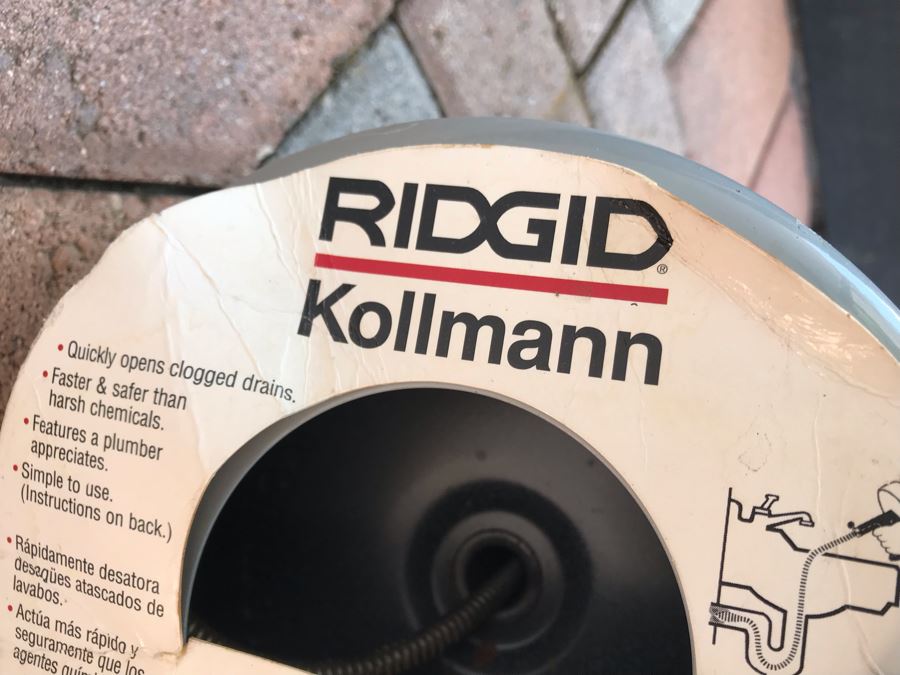 RIDGID®
Kollmann
• Quickly opens clogged drains.
• Faster & safer than
harsh chemicals.
• Features a plumber
appreciates.
• Simple to use.
(Instructions on back.)
• Rápidamente desatora
desagües atascados de
lavabos.
• Actúa más rápido y
seguramente que los
agentes